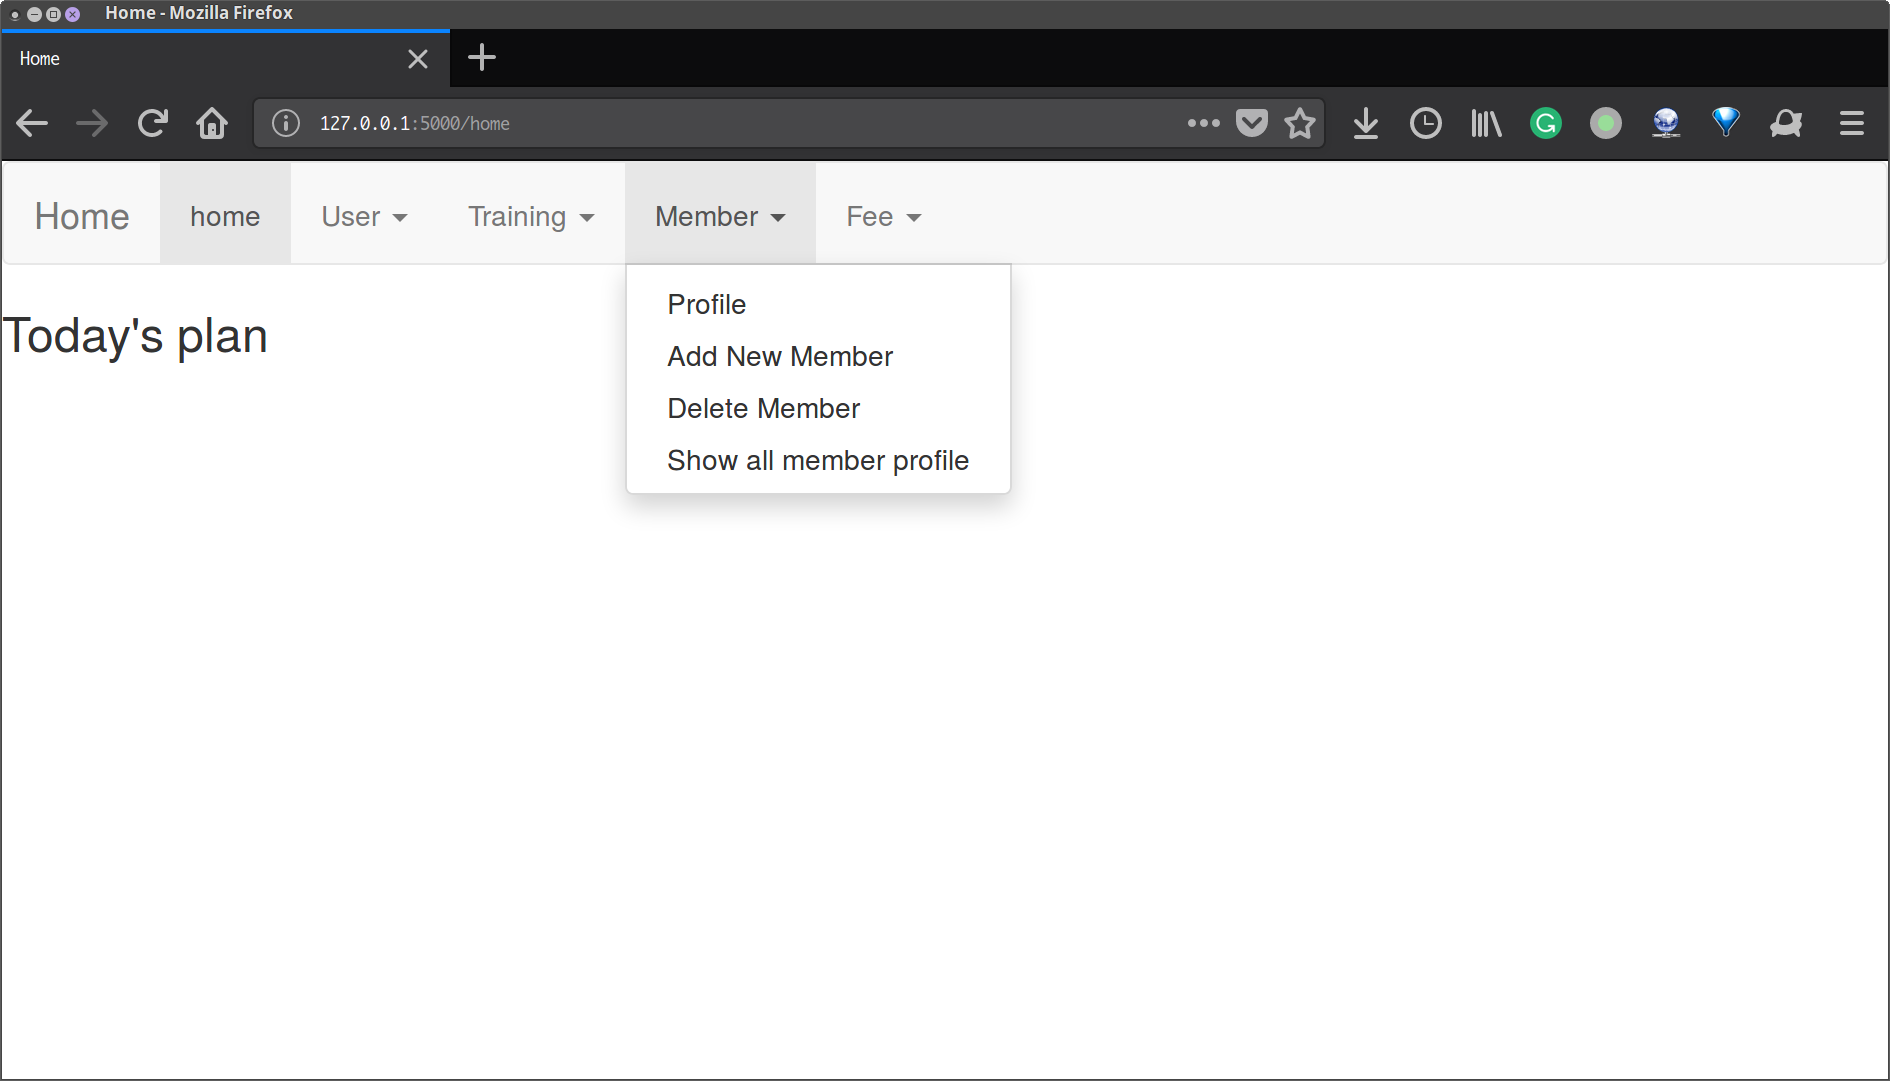 Home - Mozilla Firefox
Home
127.0.0.1:5000/home
Home home User Training Member Fee
Today's plan
Profile
Add New Member
Delete Member
Show all member profile